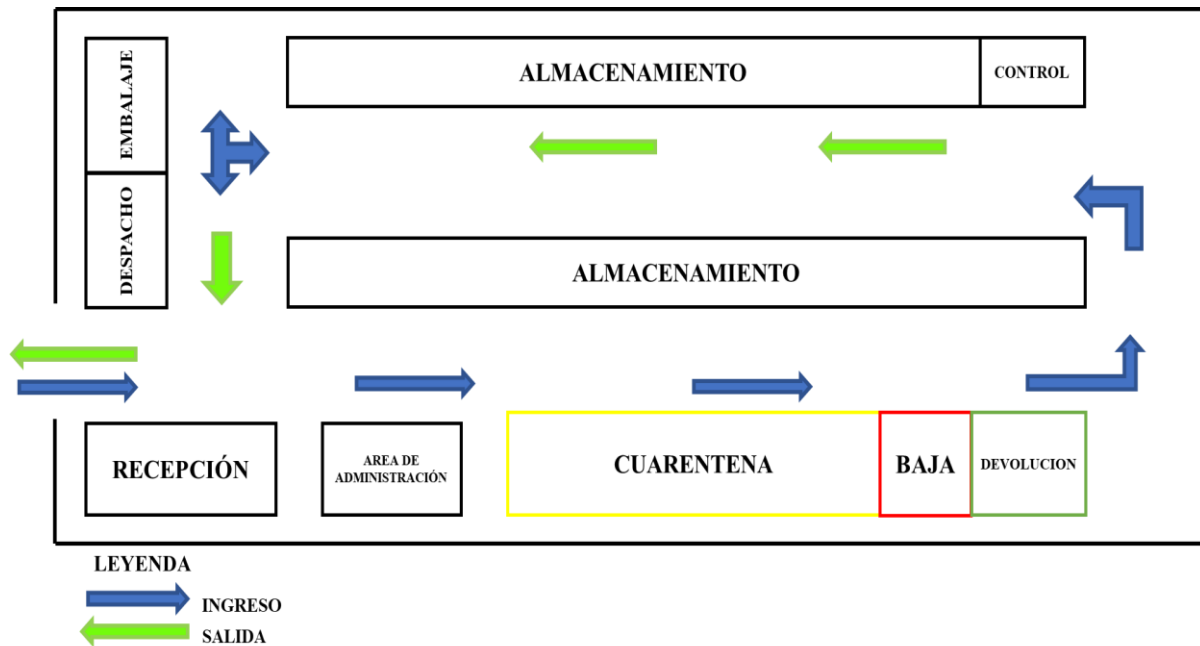 EMBALAJE
DESPACHO
ALMACENAMIENTO
CONTROL
ALMACENAMIENTO
RECEPCIÓN
AREA DE
ADMINISTRACIÓN
CUARENTENA
BAJA
DEVOLUCION
LEYENDA
INGRESO
SALIDA